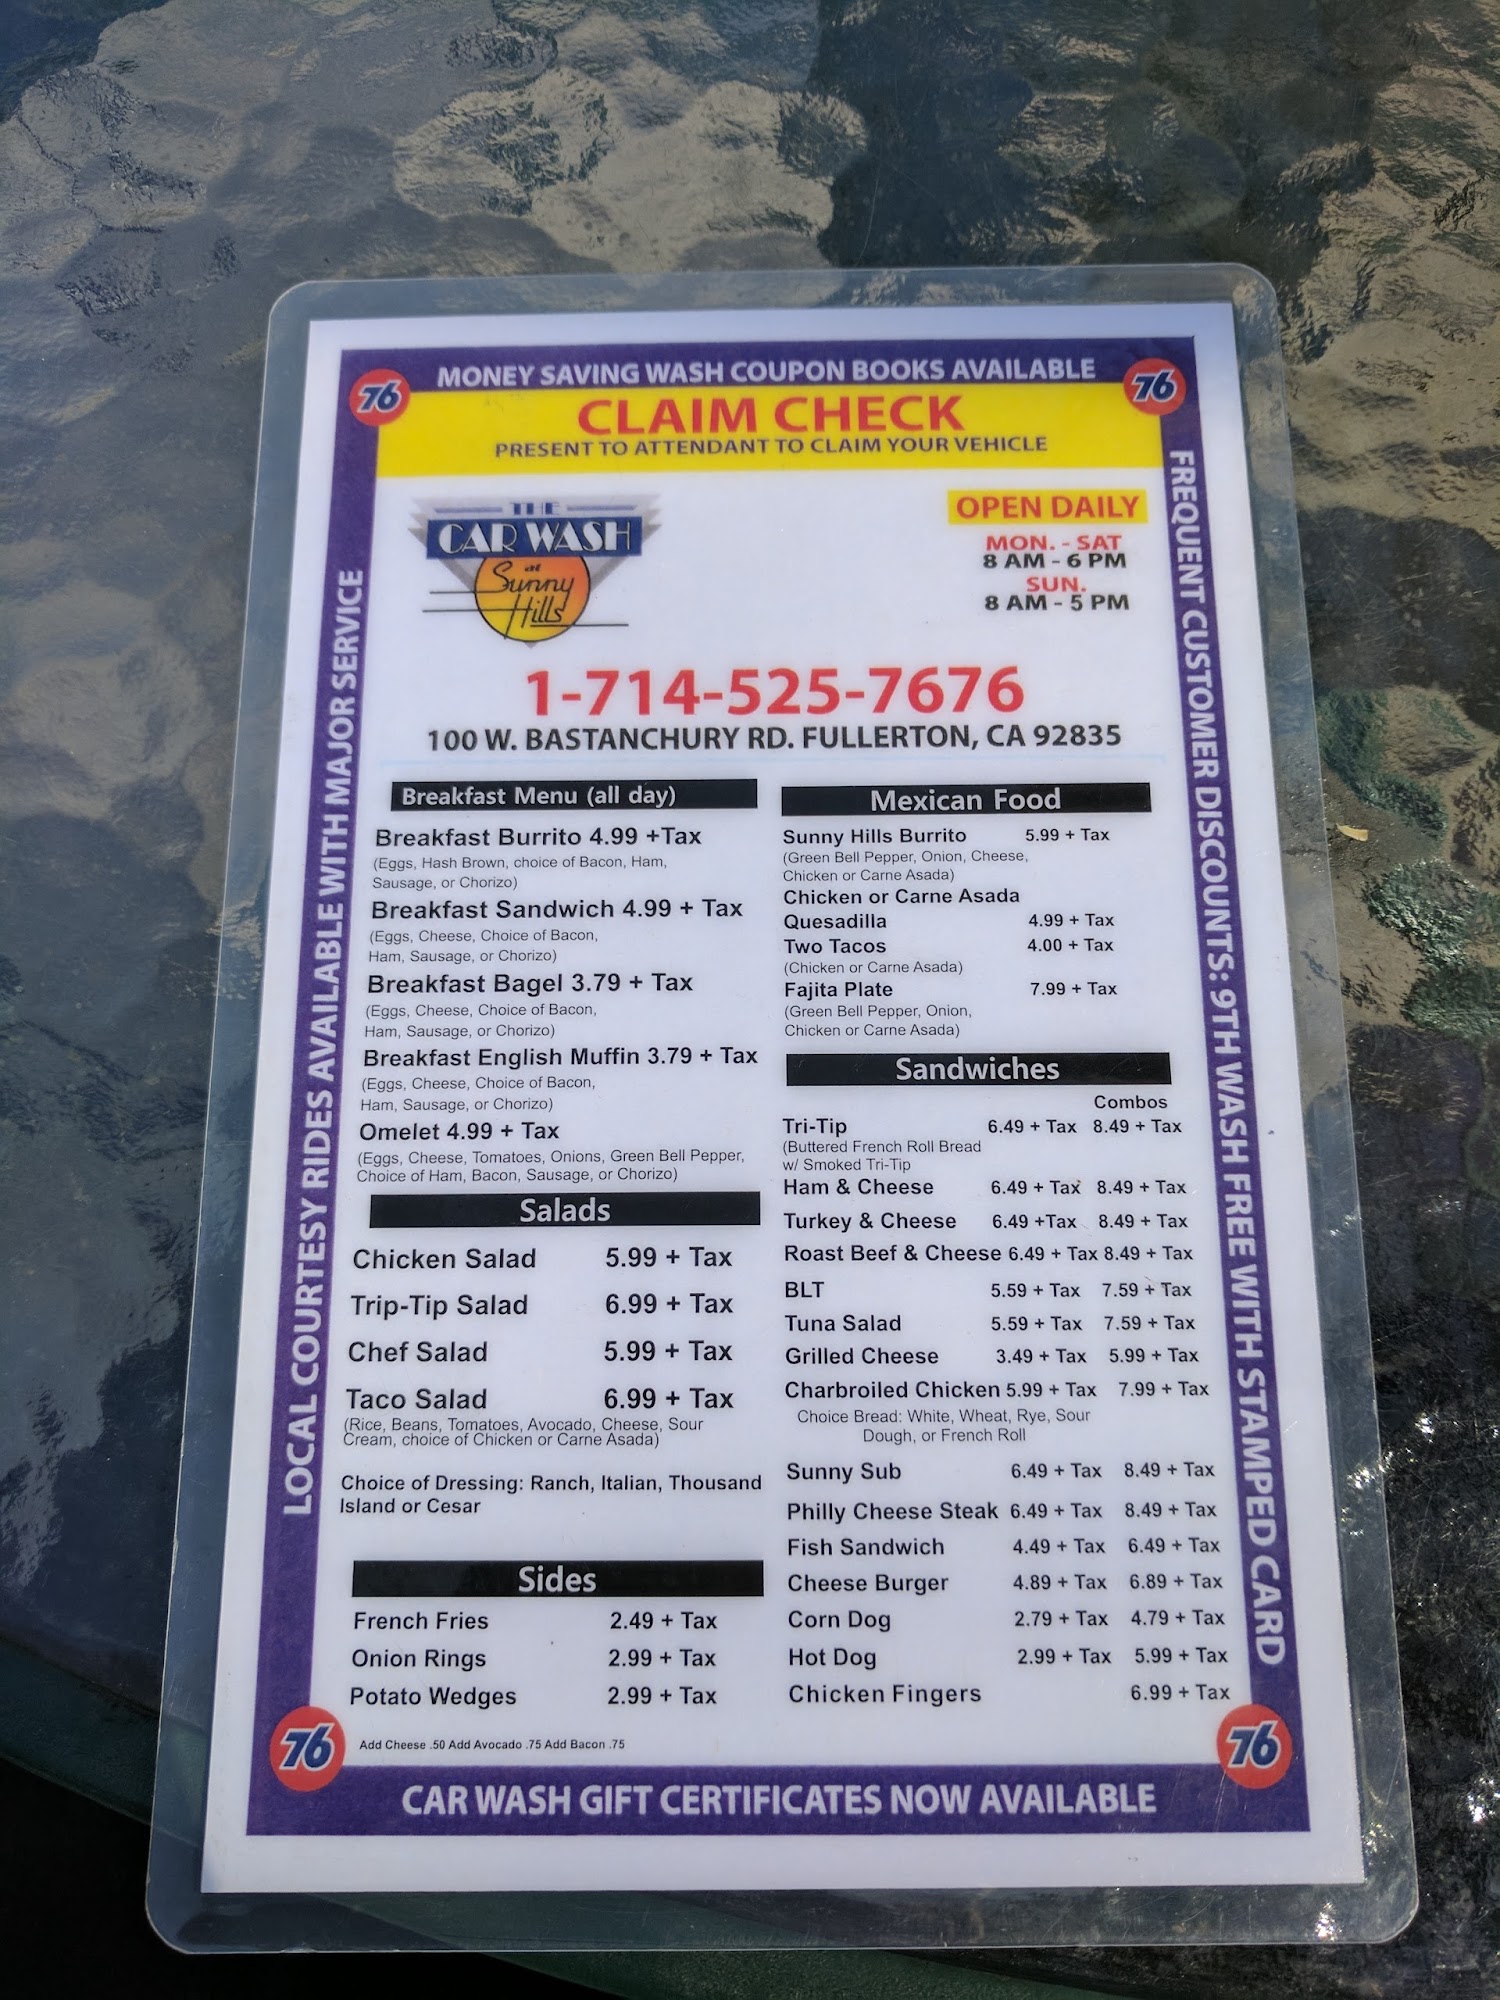 MONEY SAVING WASH COUPON BOOKS AVAILABLE
76
76
CLAIM CHECK
PRESENT TO ATTENDANT TO CLAIM YOUR VEHICLE
THE
CAR WASH
at
Sunny
Hills
OPEN DAILY
MON. - SAT
8 AM - 6 PM
SUN.
8 AM - 5 PM
1-714-525-7676
100 W. BASTANCHURY RD. FULLERTON, CA 92835
LOCAL COURTESY RIDES AVAILABLE WITH MAJOR SERVICE
FREQUENT CUSTOMER DISCOUNTS: 9TH WASH FREE WITH STAMPED CARD
Breakfast Menu (all day)
Breakfast Burrito 4.99 +Tax
(Eggs, Hash Brown, choice of Bacon, Ham,
Sausage, or Chorizo)
Breakfast Sandwich 4.99 + Tax
(Eggs, Cheese, Choice of Bacon,
Ham, Sausage, or Chorizo)
Breakfast Bagel 3.79 + Tax
(Eggs, Cheese, Choice of Bacon,
Ham, Sausage, or Chorizo)
Breakfast English Muffin 3.79 + Tax
(Eggs, Cheese, Choice of Bacon,
Ham, Sausage, or Chorizo)
Omelet 4.99 + Tax
(Eggs, Cheese, Tomatoes, Onions, Green Bell Pepper,
Choice of Ham, Bacon, Sausage, or Chorizo)
Salads
Chicken Salad 5.99 + Tax
Trip-Tip Salad 6.99 + Tax
Chef Salad 5.99 + Tax
Taco Salad 6.99 + Tax
(Rice, Beans, Tomatoes, Avocado, Cheese, Sour
Cream, choice of Chicken or Carne Asada)
Choice of Dressing: Ranch, Italian, Thousand
Island or Cesar
Sides
French Fries 2.49 + Tax
Onion Rings 2.99 + Tax
Potato Wedges 2.99 + Tax
Add Cheese .50 Add Avocado .75 Add Bacon .75
Mexican Food
Sunny Hills Burrito 5.99 + Tax
(Green Bell Pepper, Onion, Cheese,
Chicken or Carne Asada)
Chicken or Carne Asada
Quesadilla 4.99 + Tax
Two Tacos 4.00 + Tax
(Chicken or Carne Asada)
Fajita Plate 7.99 + Tax
(Green Bell Pepper, Onion,
Chicken or Carne Asada)
Sandwiches
Combos
Tri-Tip 6.49 + Tax 8.49 + Tax
(Buttered French Roll Bread
w/ Smoked Tri-Tip
Ham & Cheese 6.49 + Tax 8.49 + Tax
Turkey & Cheese 6.49 +Tax 8.49 + Tax
Roast Beef & Cheese 6.49 + Tax 8.49 + Tax
BLT 5.59 + Tax 7.59 + Tax
Tuna Salad 5.59 + Tax 7.59 + Tax
Grilled Cheese 3.49 + Tax 5.99 + Tax
Charbroiled Chicken 5.99 + Tax 7.99 + Tax
Choice Bread: White, Wheat, Rye, Sour
Dough, or French Roll
Sunny Sub 6.49 + Tax 8.49 + Tax
Philly Cheese Steak 6.49 + Tax 8.49 + Tax
Fish Sandwich 4.49 + Tax 6.49 + Tax
Cheese Burger 4.89 + Tax 6.89 + Tax
Corn Dog 2.79 + Tax 4.79 + Tax
Hot Dog 2.99 + Tax 5.99 + Tax
Chicken Fingers 6.99 + Tax
76
76
CAR WASH GIFT CERTIFICATES NOW AVAILABLE